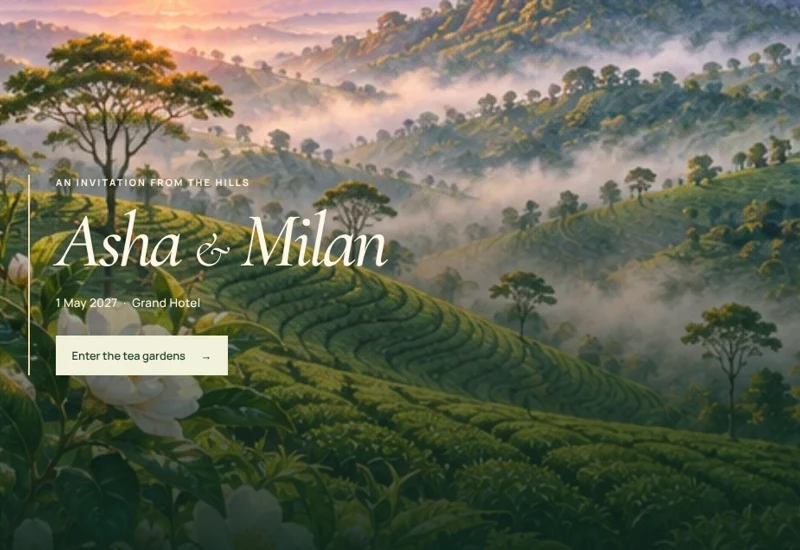 AN INVITATION FROM THE HILLS
Asha & Milan
1 May 2027 · Grand Hotel
Enter the tea gardens →